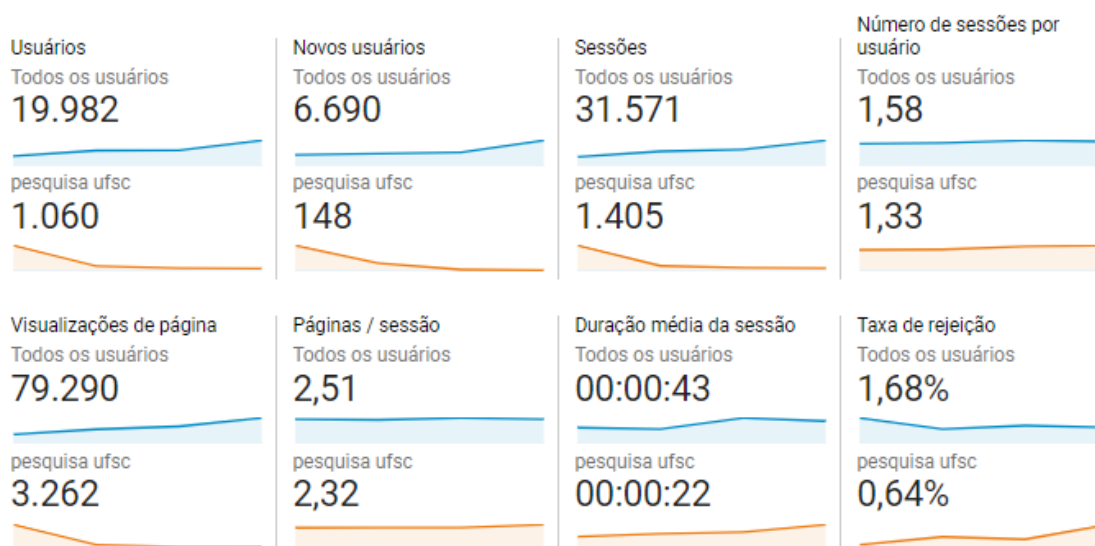 Usuários
Todos os usuários
19.982
pesquisa ufsc
1.060
Novos usuários
Todos os usuários
6.690
pesquisa ufsc
148
Sessões
Todos os usuários
31.571
pesquisa ufsc
1.405
Número de sessões por
usuário
Todos os usuários
1,58
pesquisa ufsc
1,33
Visualizações de página
Todos os usuários
79.290
pesquisa ufsc
3.262
Páginas / sessão
Todos os usuários
2,51
pesquisa ufsc
2,32
Duração média da sessão
Todos os usuários
00:00:43
pesquisa ufsc
00:00:22
Taxa de rejeição
Todos os usuários
1,68%
pesquisa ufsc
0,64%